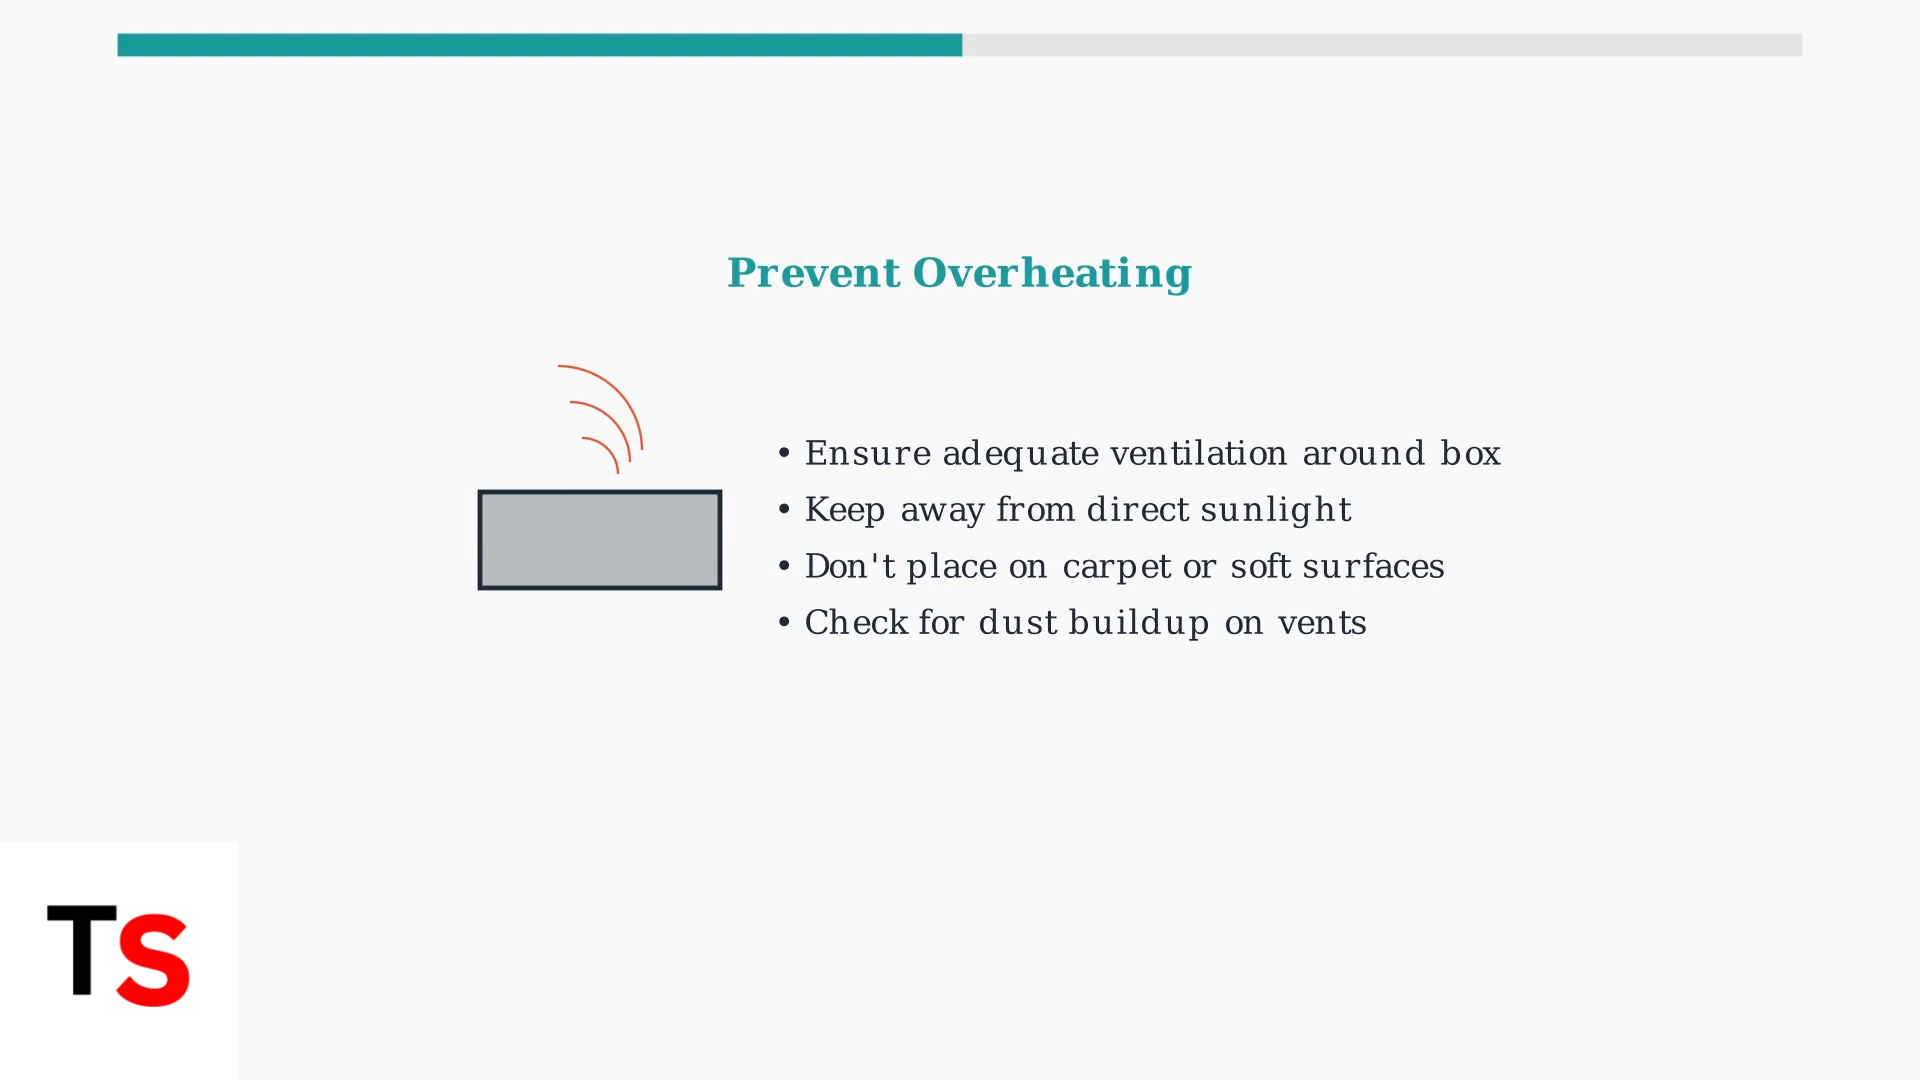 Prevent Overheating
• Ensure adequate ventilation around box
• Keep away from direct sunlight
• Don't place on carpet or soft surfaces
• Check for dust buildup on vents
TS